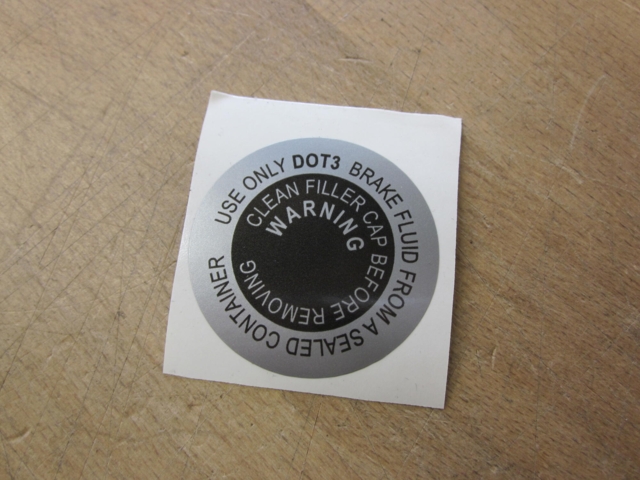 USE ONLY DOT3 BRAKE FLUID FROM A SEALED CONTAINER
CLEAN FILLER CAP BEFORE REMOVING
WARNING